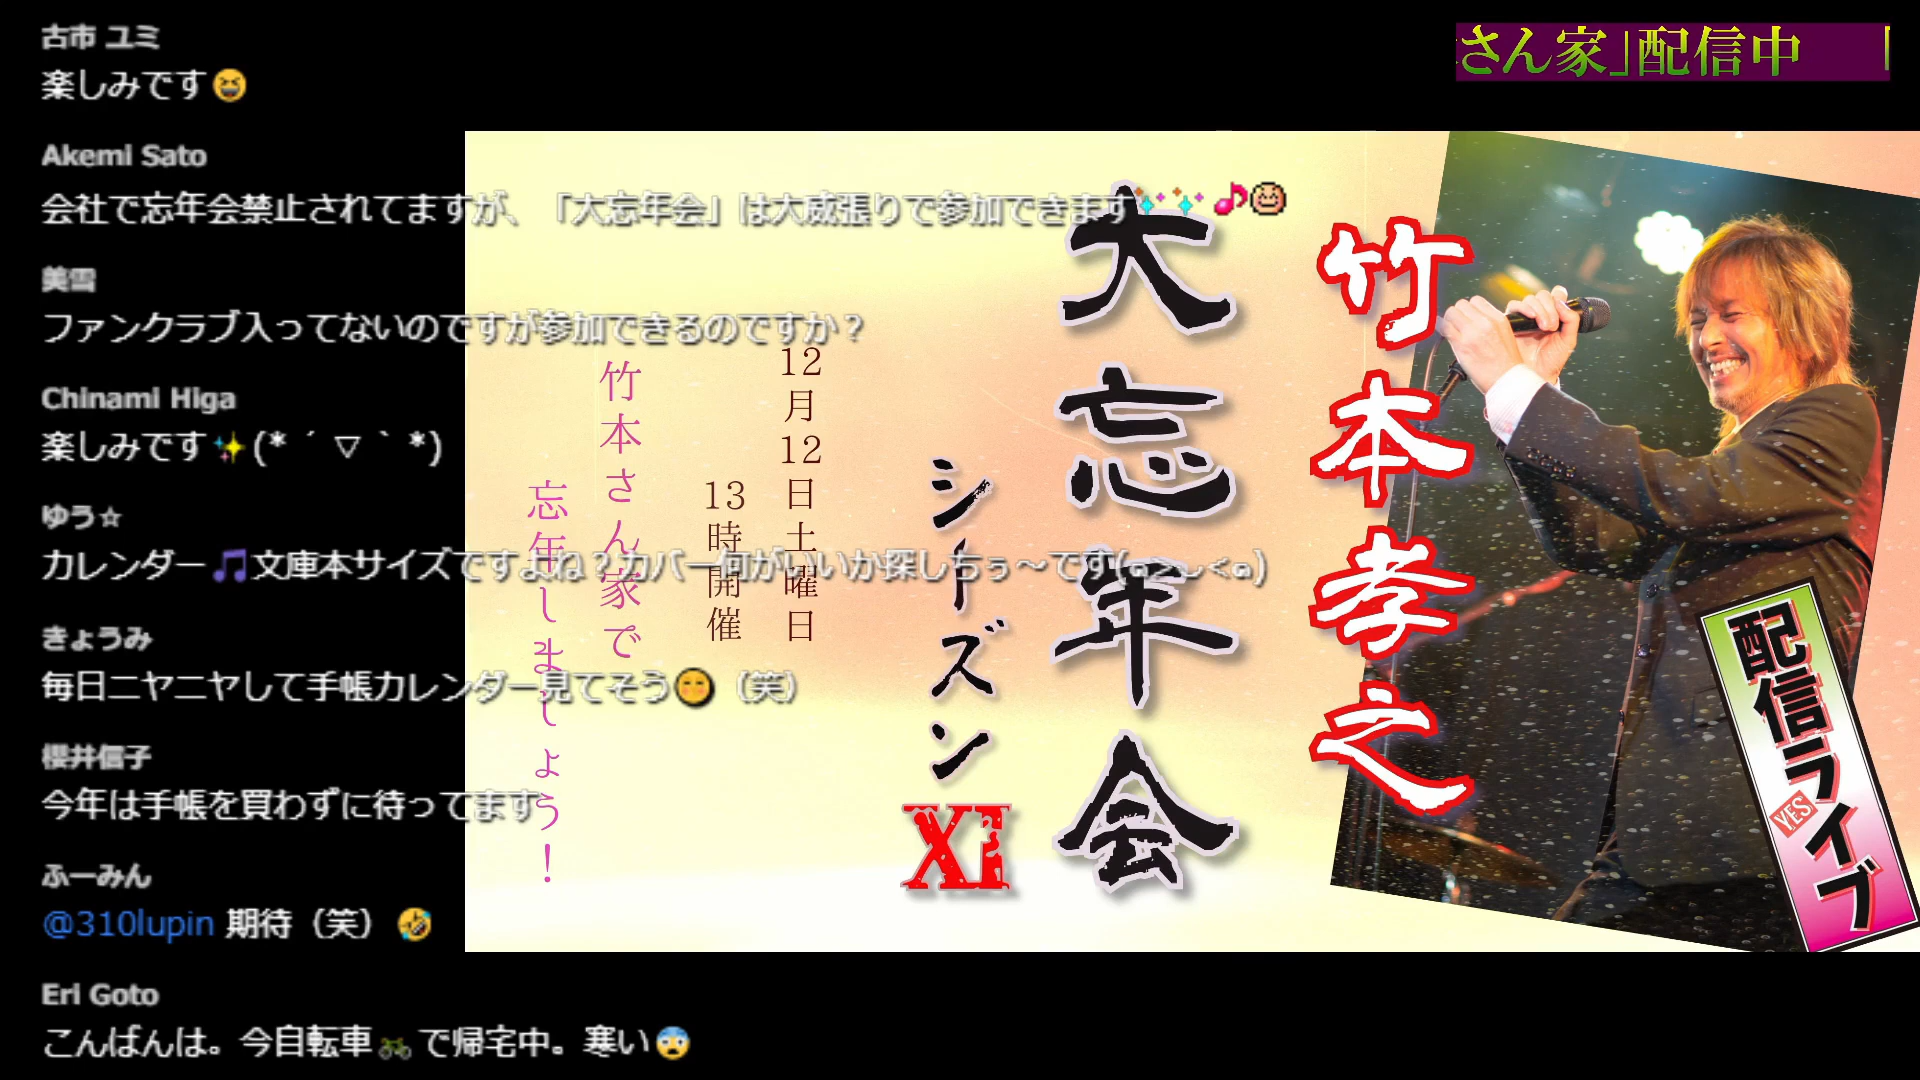 さん家」配信中 「
古市 ユミ
楽しみです😆
Akemi Sato
会社で忘年会禁止されてますが、「大忘年会」は大威張りで参加できます
美雪
ファンクラブ入ってないのですが参加できるのですか？
Chinami Higa
楽しみです✨(*´▽｀*)
ゆう☆
カレンダー🎵文庫本サイズですよね？カバー何がいいか探しちぅ～です
きょうみ
毎日ニヤニヤして手帳カレンダー見てそう😁（笑）
櫻井信子
今年は手帳を買わずに待ってます
ふーみん
@310lupin 期待（笑）🤣
Eri Goto
こんばんは。今自転車🚲で帰宅中。寒い😨
竹本孝之
大忘年会
シーズン
XI
12月12日土曜日
13時開催
竹本さん家で
忘年しましょう！
配信ライブ
YES